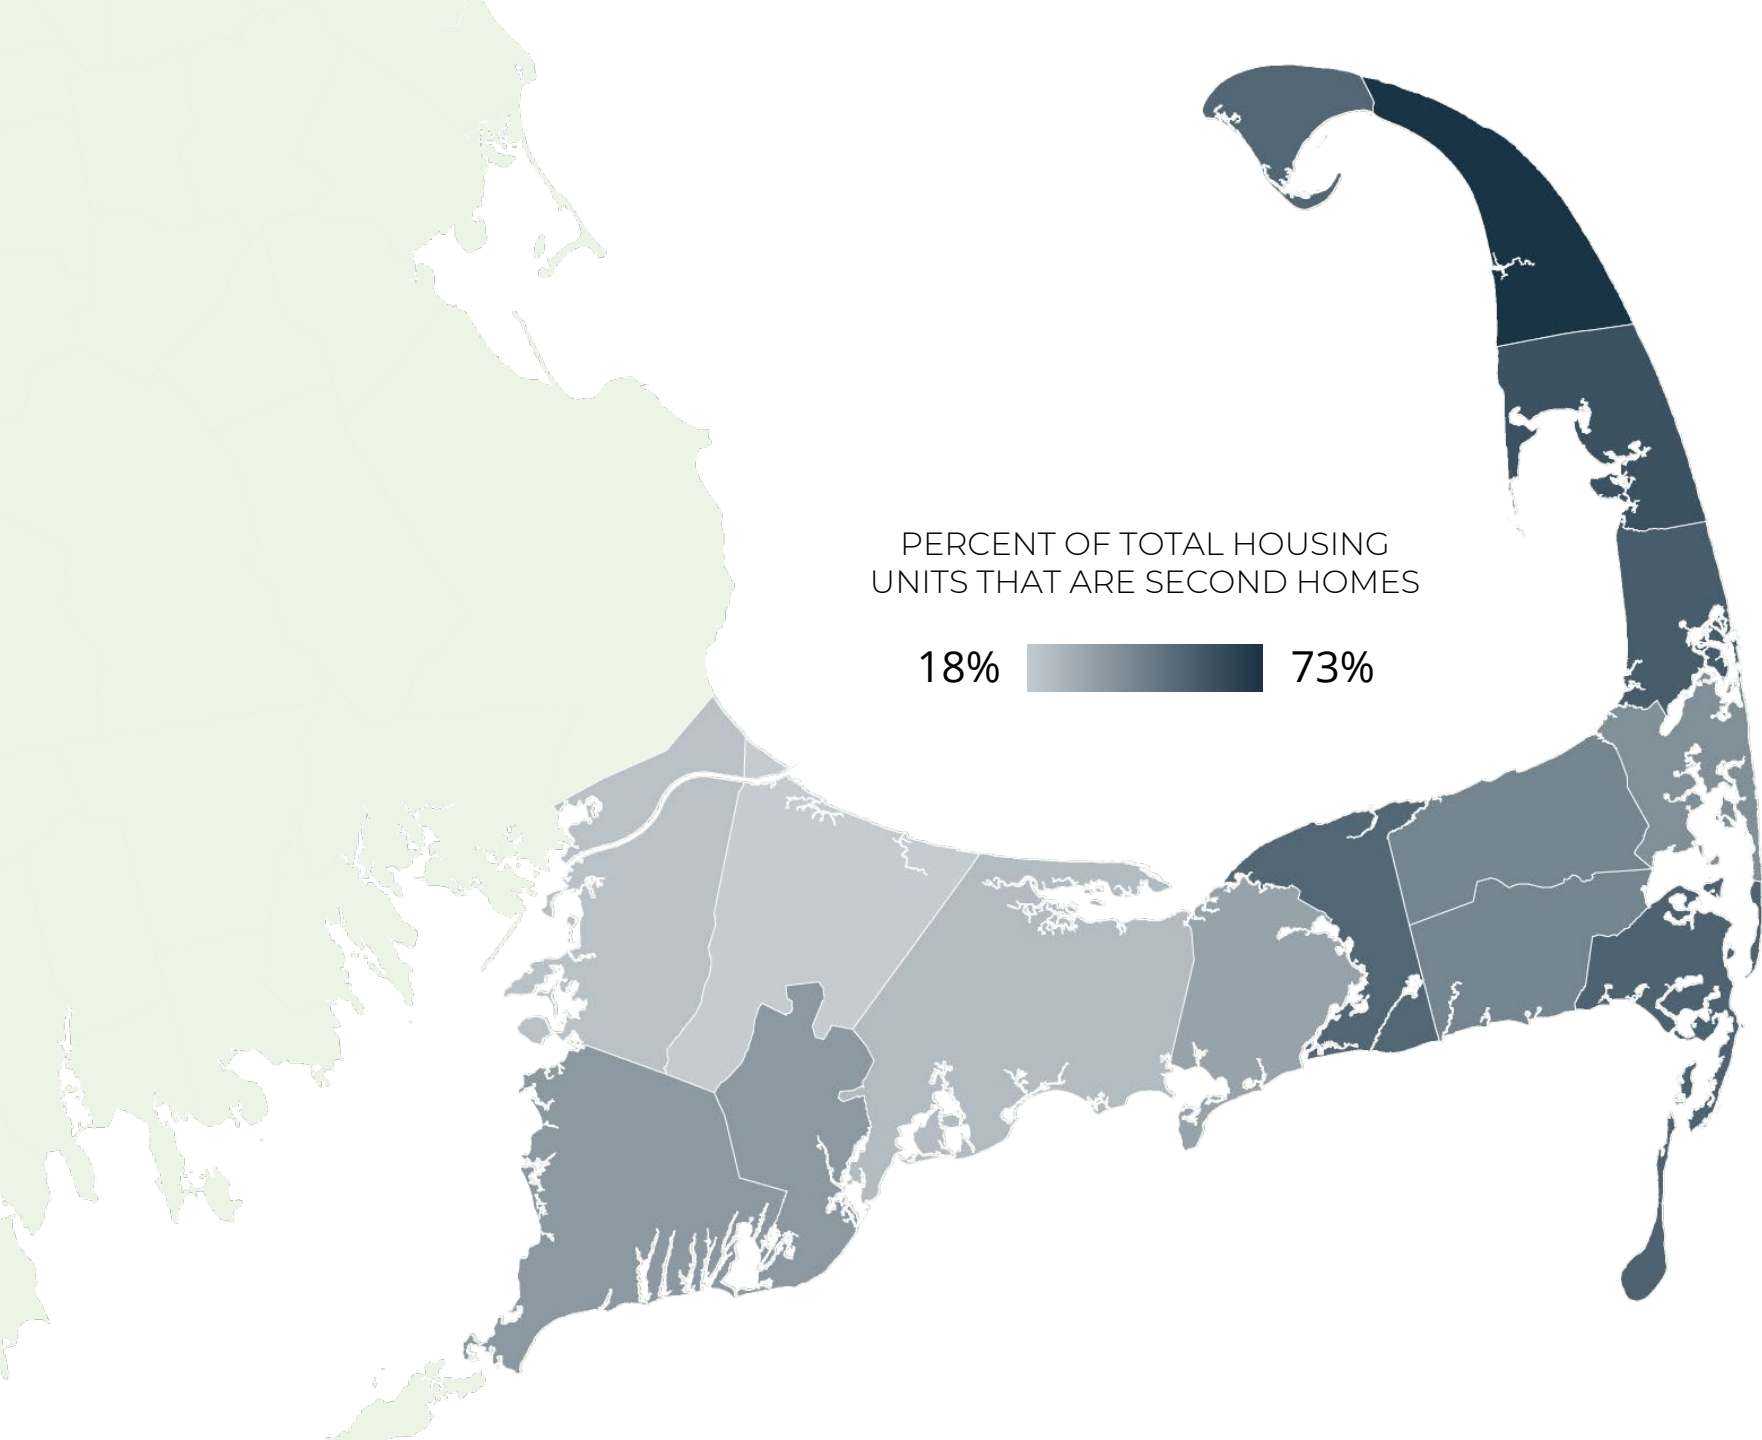 PERCENT OF TOTAL HOUSING
UNITS THAT ARE SECOND HOMES
18% 73%